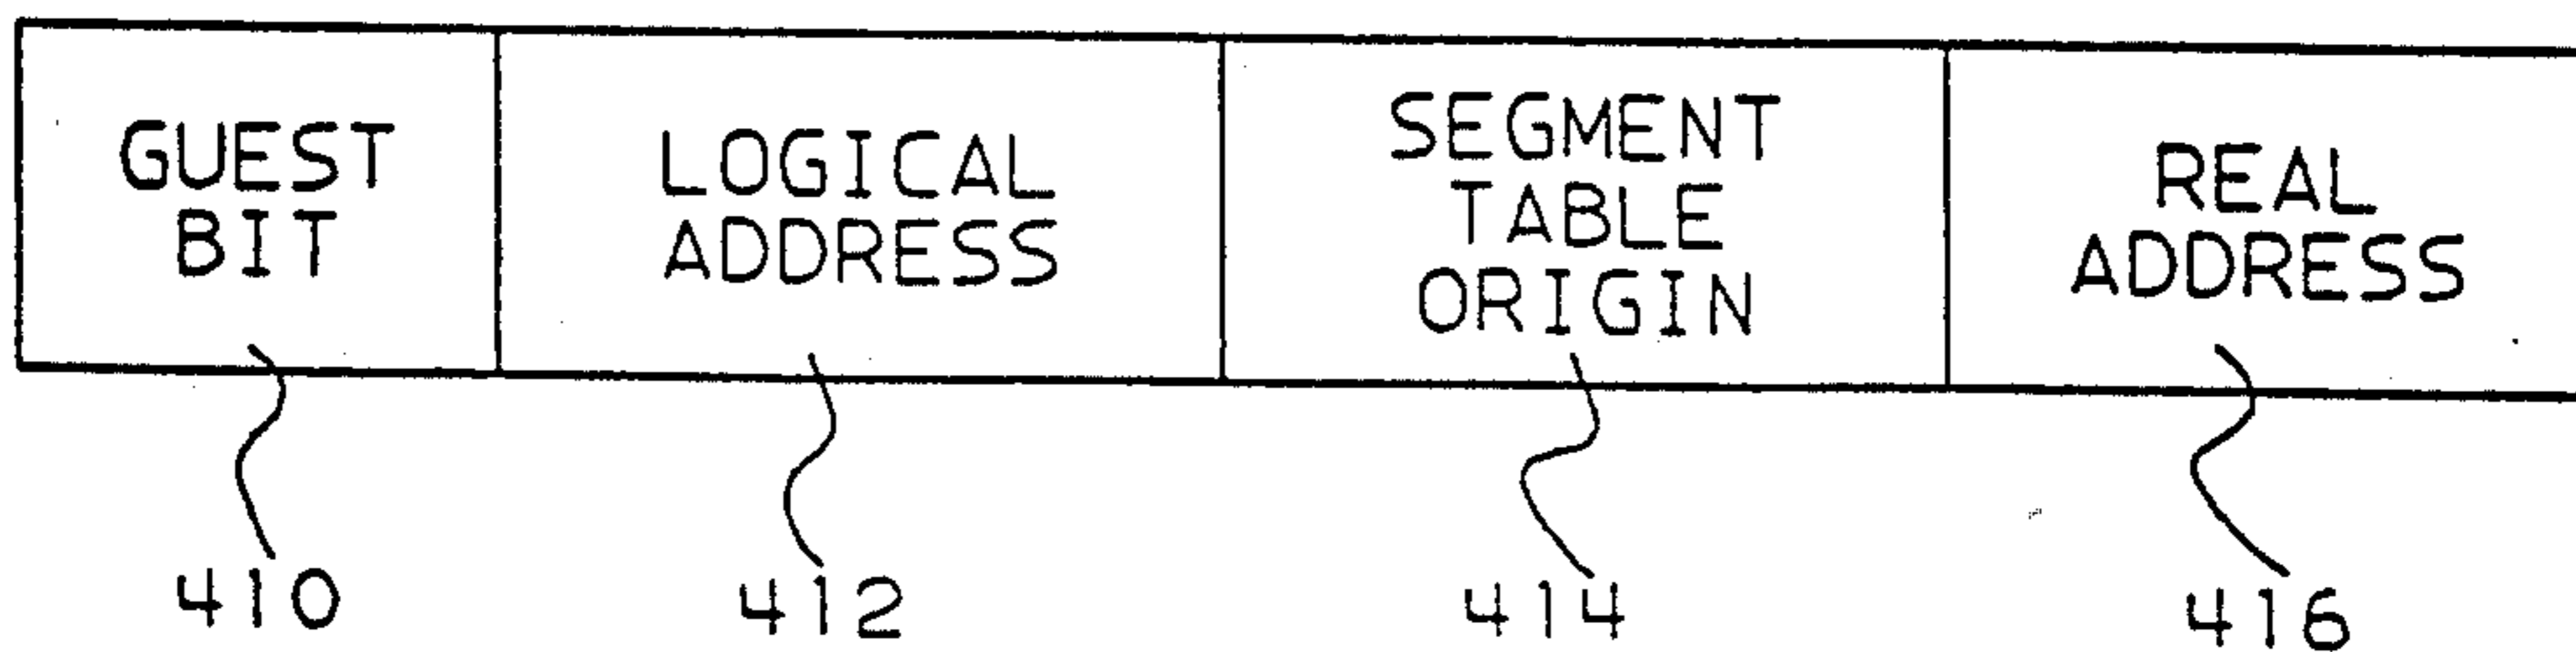 GUEST
BIT
LOGICAL
ADDRESS
SEGMENT
TABLE
ORIGIN
REAL
ADDRESS
410
412
414
416